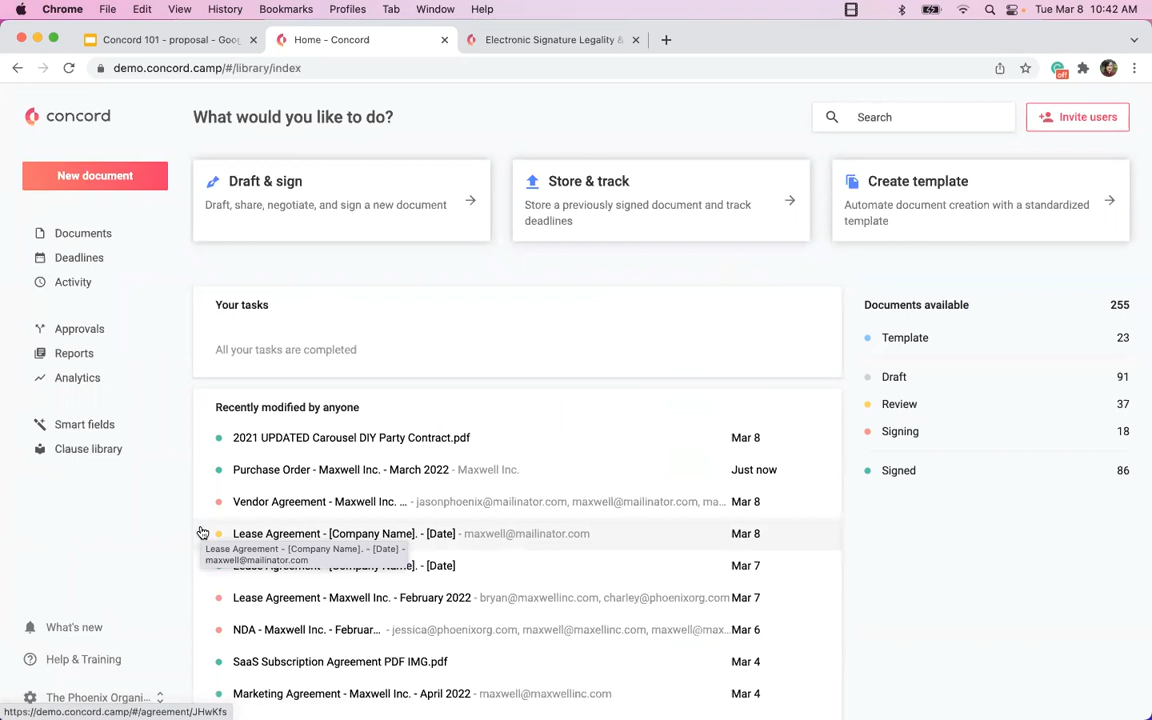 Chrome File Edit View History Bookmarks Profiles Tab Window Help Tue Mar 8 10:42 AM
Concord 101 - proposal - Goo Home - Concord Electronic Signature Legality &
demo.concord.camp/#/library/index
off
concord
What would you like to do?
Search
Invite users
New document
Draft & sign
Draft, share, negotiate, and sign a new document
Store & track
Store a previously signed document and track
deadlines
Create template
Automate document creation with a standardized
template
Documents
Deadlines
Activity
Approvals
Reports
Analytics
Smart fields
Clause library
Your tasks
All your tasks are completed
Documents available 255
Template 23
Draft 91
Review 37
Signing 18
Signed 86
Recently modified by anyone
2021 UPDATED Carousel DIY Party Contract.pdf Mar 8
Purchase Order - Maxwell Inc. - March 2022 - Maxwell Inc. Just now
Vendor Agreement - Maxwell Inc. ... - jasonphoenix@mailinator.com, maxwell@mailinator.com, ma... Mar 8
Lease Agreement - [Company Name]. - [Date] - maxwell@mailinator.com Mar 8
Lease Agreement - [Company Name]. - [Date] -
maxwell@mailinator.com
Lease Agreement - [Company Name]. - [Date] Mar 7
Lease Agreement - Maxwell Inc. - February 2022 - bryan@maxwellinc.com, charley@phoenixorg.com Mar 7
NDA - Maxwell Inc. - Februar... - jessica@phoenixorg.com, maxwell@maxellinc.com, maxwell@max... Mar 6
SaaS Subscription Agreement PDF IMG.pdf Mar 4
Marketing Agreement - Maxwell Inc. - April 2022 - maxwell@mailinator.com Mar 4
What's new
Help & Training
The Phoenix Organi...
https://demo.concord.camp/#/agreement/JHwKfs